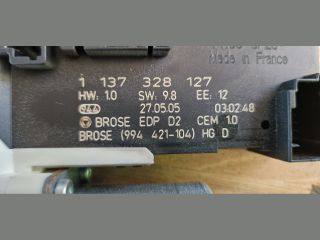 Made in France
1 137 328 127
HW: 1.0 SW: 9.8 EE: 12
27.05.05 03:02:48
BROSE EDP D2 CEM 1.0
BROSE (994 421-104) HG D